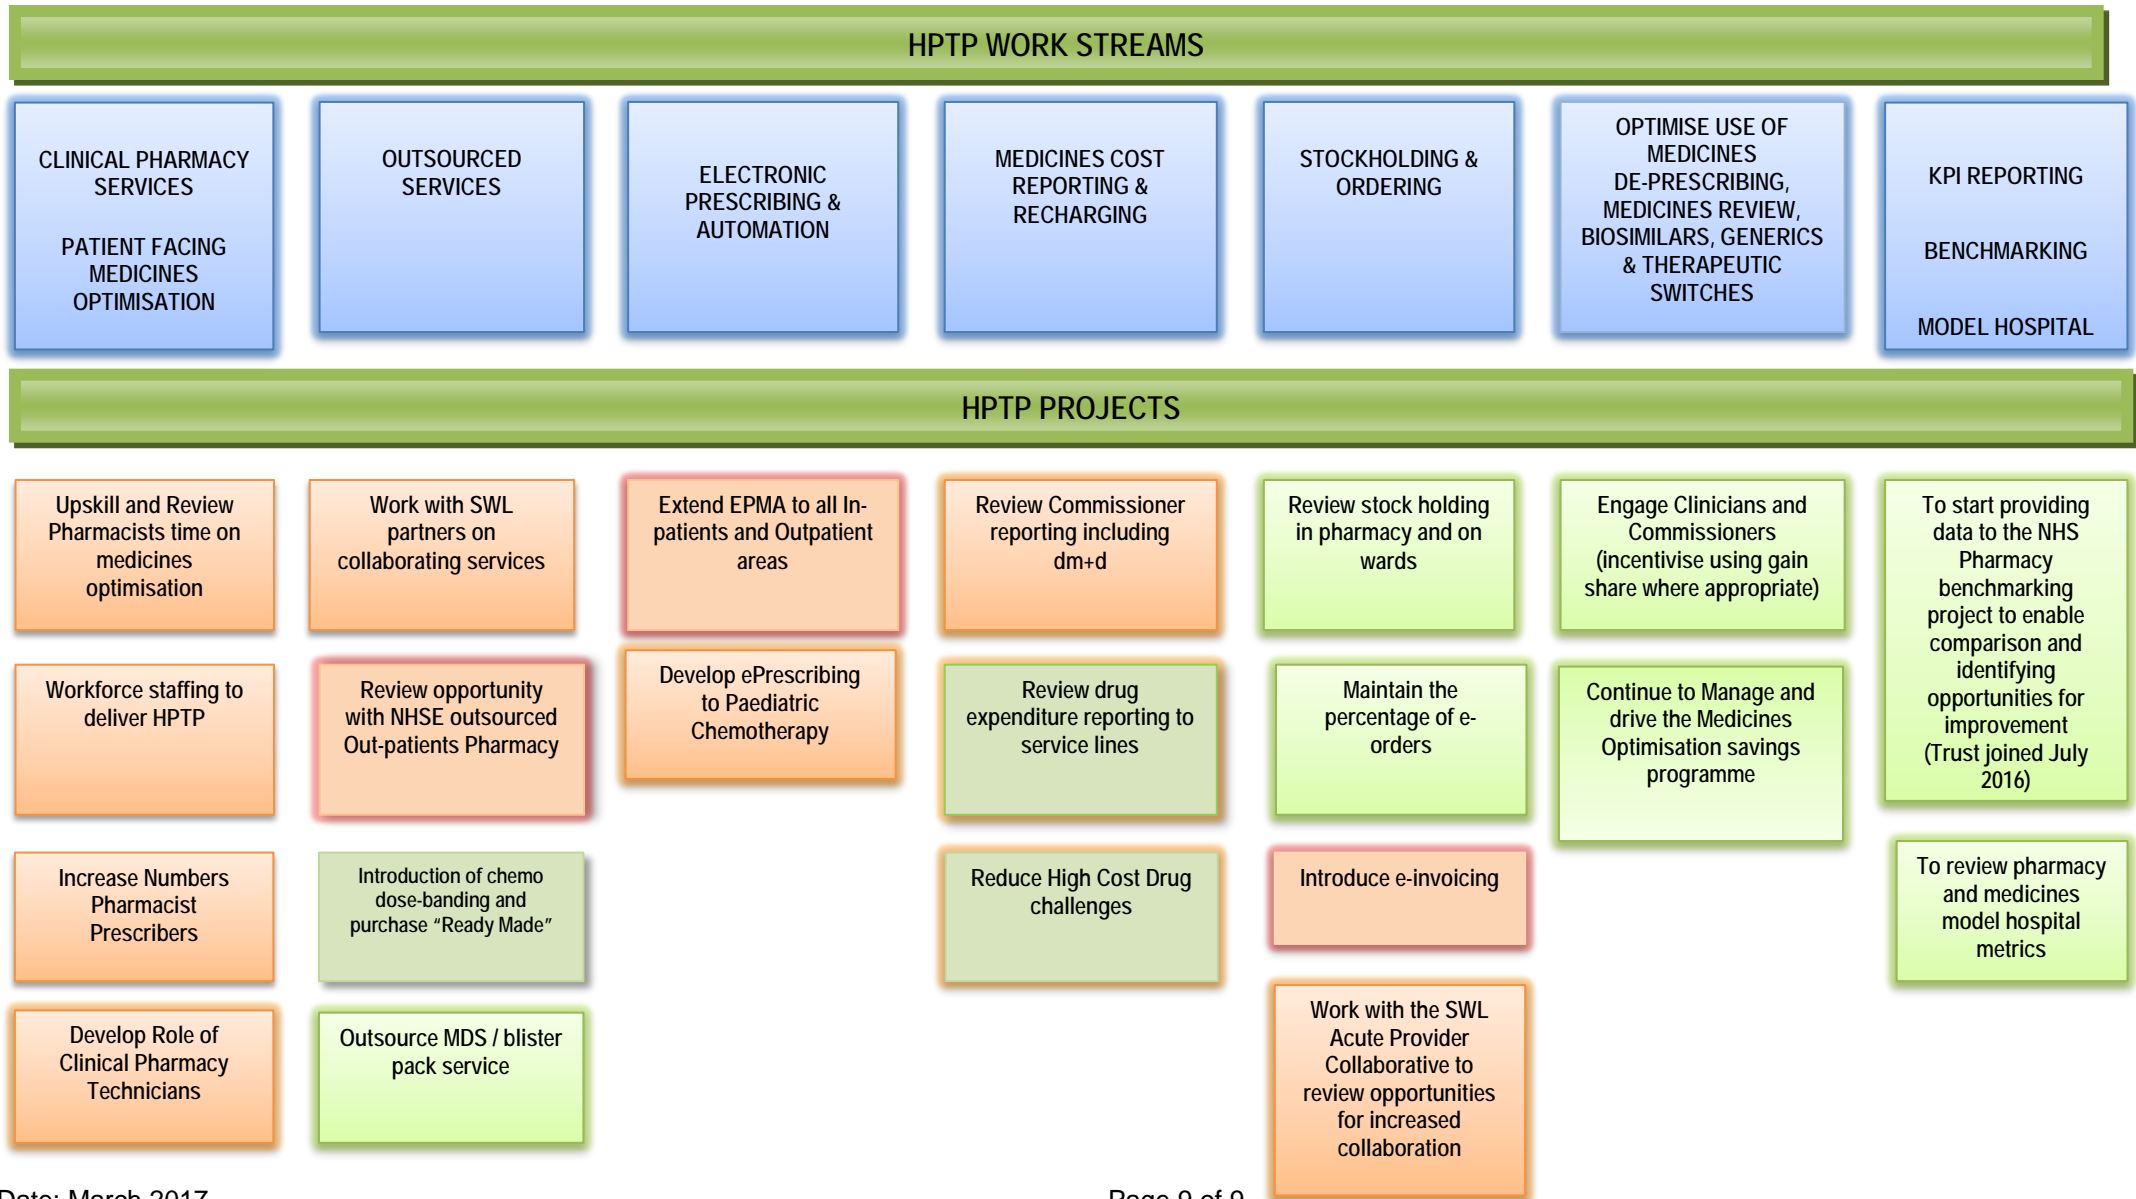 HPTP WORK STREAMS
CLINICAL PHARMACY
SERVICES
PATIENT FACING
MEDICINES
OPTIMISATION
OUTSOURCED
SERVICES
ELECTRONIC
PRESCRIBING &
AUTOMATION
MEDICINES COST
REPORTING &
RECHARGING
STOCKHOLDING &
ORDERING
OPTIMISE USE OF
MEDICINES
DE-PRESCRIBING,
MEDICINES REVIEW,
BIOSIMILARS, GENERICS
& THERAPEUTIC
SWITCHES
KPI REPORTING
BENCHMARKING
MODEL HOSPITAL
HPTP PROJECTS
Upskill and Review
Pharmacists time on
medicines
optimisation
Workforce staffing to
deliver HPTP
Increase Numbers
Pharmacist
Prescribers
Develop Role of
Clinical Pharmacy
Technicians
Work with SWL
partners on
collaborating services
Review opportunity
with NHSE outsourced
Out-patients Pharmacy
Introduction of chemo
dose-banding and
purchase “Ready Made”
Outsource MDS / blister
pack service
Extend EPMA to all In-
patients and Outpatient
areas
Develop ePrescribing
to Paediatric
Chemotherapy
Review Commissioner
reporting including
dm+d
Review drug
expenditure reporting to
service lines
Reduce High Cost Drug
challenges
Review stock holding
in pharmacy and on
wards
Maintain the
percentage of e-
orders
Introduce e-invoicing
Work with the SWL
Acute Provider
Collaborative to
review opportunities
for increased
collaboration
Engage Clinicians and
Commissioners
(incentivise using gain
share where appropriate)
Continue to Manage and
drive the Medicines
Optimisation savings
programme
To start providing
data to the NHS
Pharmacy
benchmarking
project to enable
comparison and
identifying
opportunities for
improvement
(Trust joined July
2016)
To review pharmacy
and medicines
model hospital
metrics
Date: March 2017
Page 9 of 9